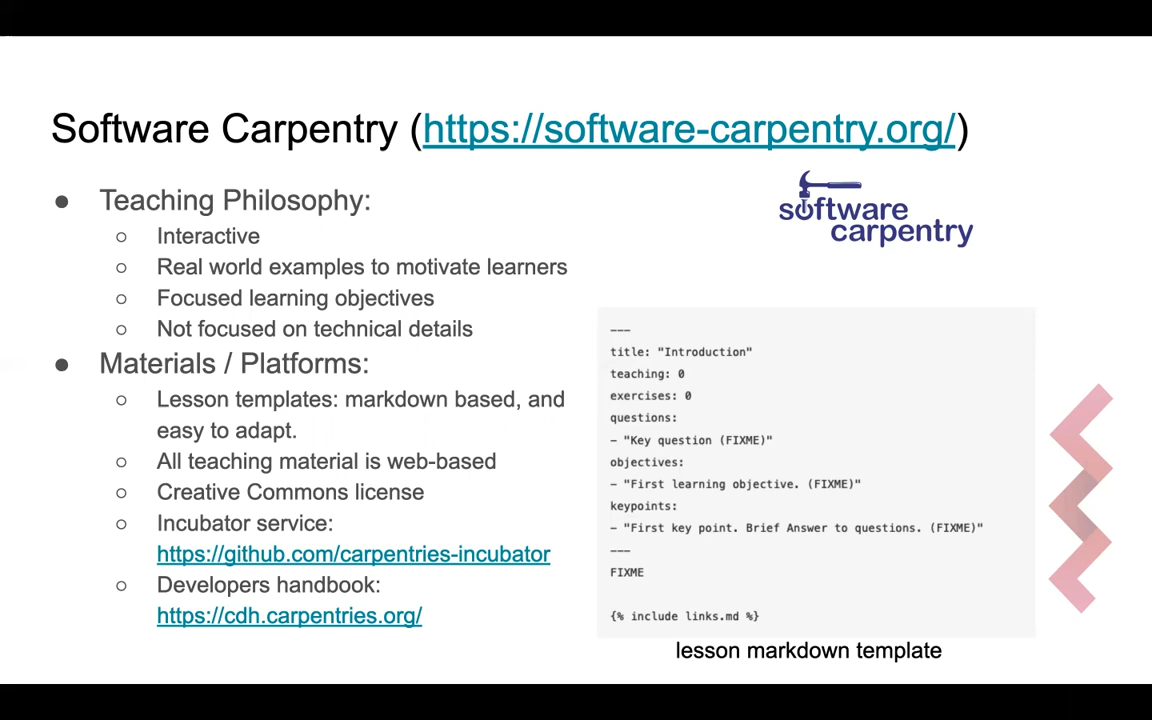 Software Carpentry (https://software-carpentry.org/)
software
carpentry
● Teaching Philosophy:
○ Interactive
○ Real world examples to motivate learners
○ Focused learning objectives
○ Not focused on technical details
● Materials / Platforms:
○ Lesson templates: markdown based, and
easy to adapt.
○ All teaching material is web-based
○ Creative Commons license
○ Incubator service:
https://github.com/carpentries-incubator
○ Developers handbook:
https://cdh.carpentries.org/
---
title: "Introduction"
teaching: 0
exercises: 0
questions:
- "Key question (FIXME)"
objectives:
- "First learning objective. (FIXME)"
keypoints:
- "First key point. Brief Answer to questions. (FIXME)"
---
FIXME
{% include links.md %}
lesson markdown template